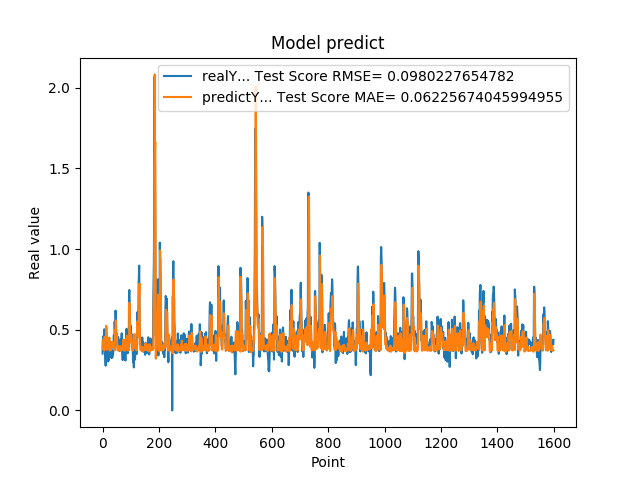 Model predict
realY... Test Score RMSE= 0.0980227654782
predictY... Test Score MAE= 0.06225674045994955
Real value
2.0
1.5
1.0
0.5
0.0
0 200 400 600 800 1000 1200 1400 1600
Point